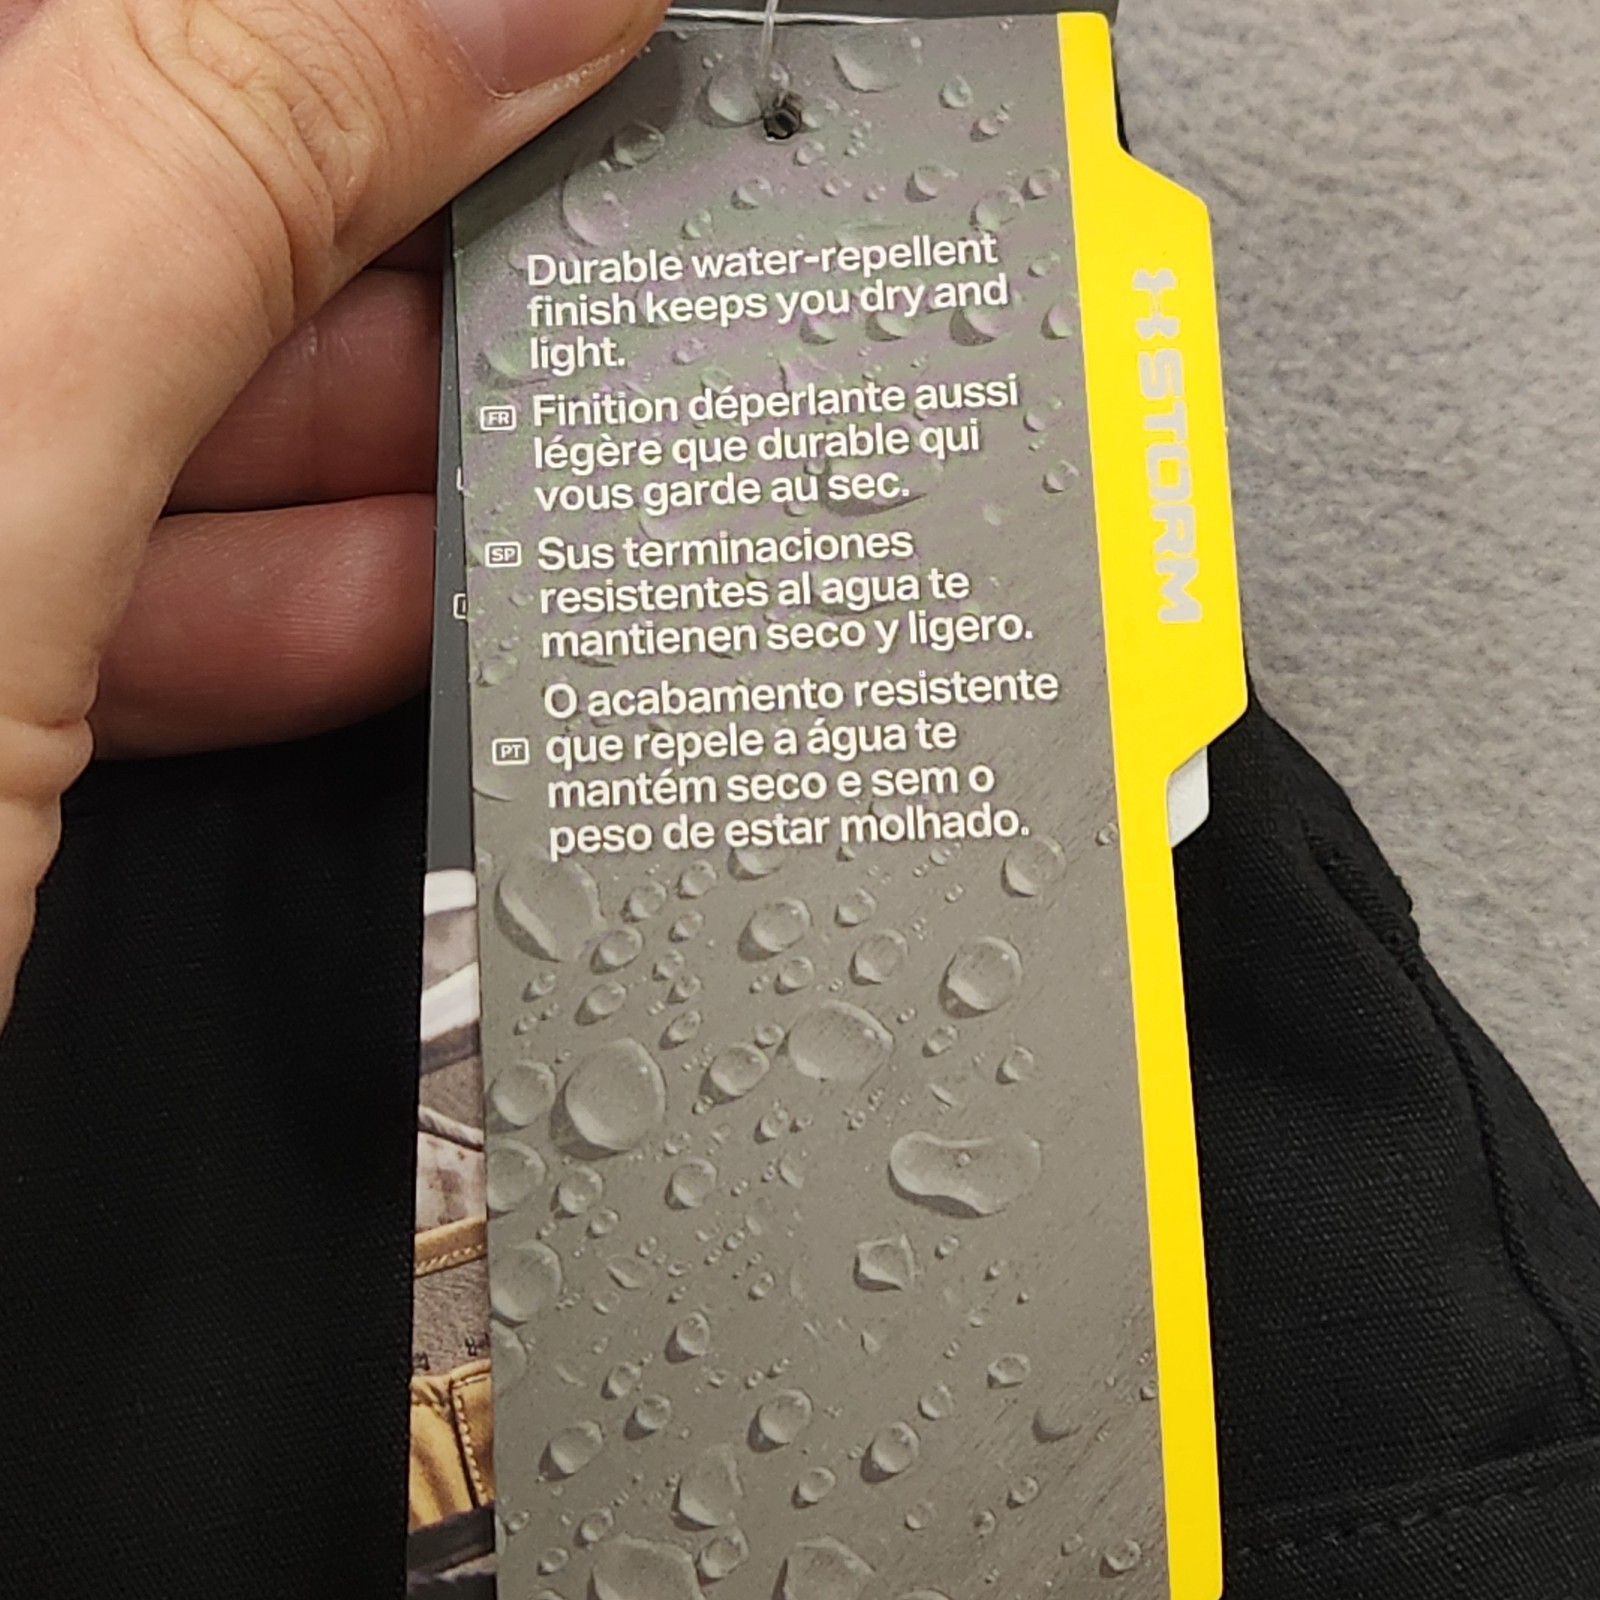 Durable water-repellent
finish keeps you dry and
light.
FR Finition déperlante aussi
légère que durable qui
vous garde au sec.
SP Sus terminaciones
resistentes al agua te
mantienen seco y ligero.
O acabamento resistente
PT que repele a água te
mantém seco e sem o
peso de estar molhado.
STORM